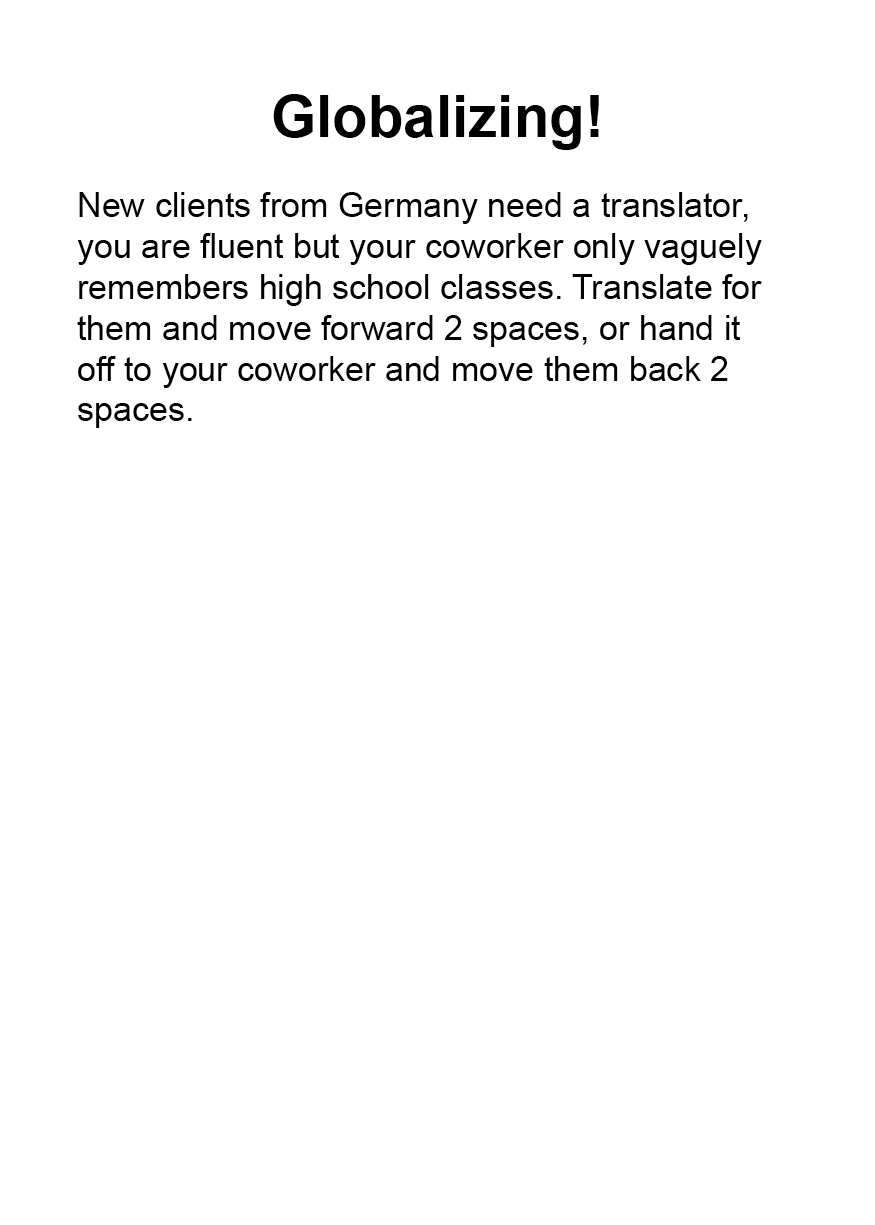 Globalizing!
New clients from Germany need a translator,
you are fluent but your coworker only vaguely
remembers high school classes. Translate for
them and move forward 2 spaces, or hand it
off to your coworker and move them back 2
spaces.